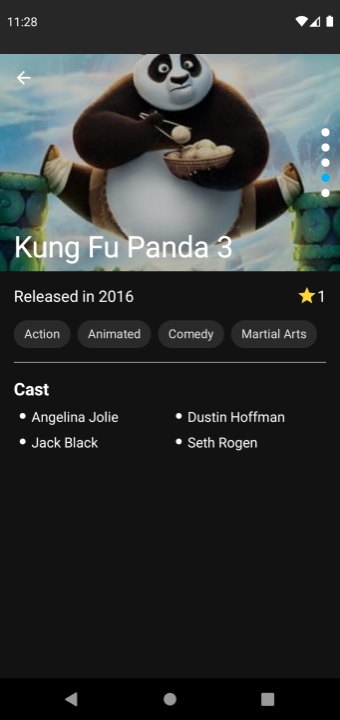 11:28
Kung Fu Panda 3
Released in 2016
1
Action
Animated
Comedy
Martial Arts
Cast
Angelina Jolie
Dustin Hoffman
Jack Black
Seth Rogen